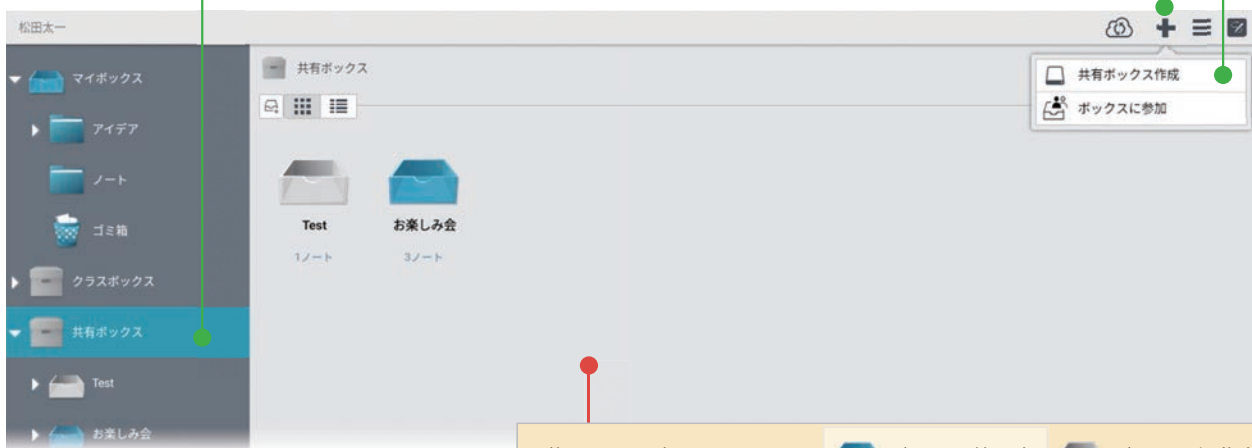 松田太一
マイボックス
アイデア
ノート
ゴミ箱
クラスボックス
共有ボックス
Test
お楽しみ会
共有ボックス
Test
お楽しみ会
1ノート
3ノート
共有ボックス作成
ボックスに参加